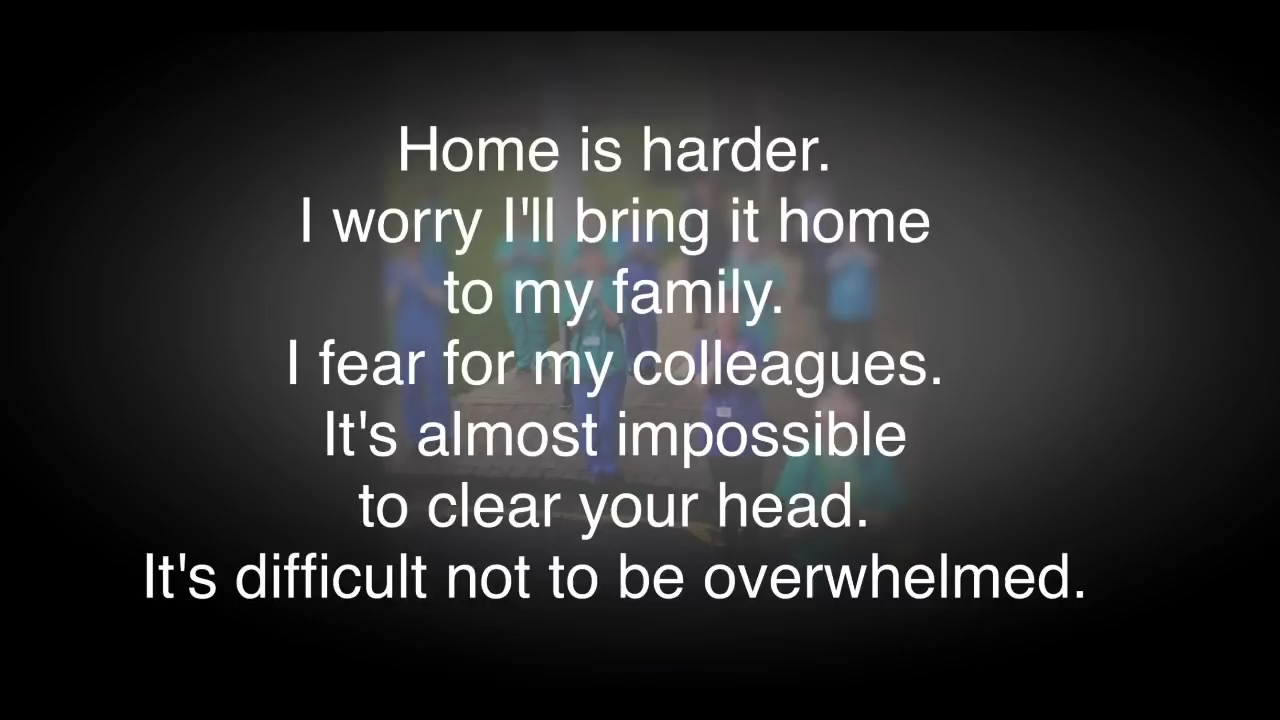 Home is harder.
I worry I'll bring it home
to my family.
I fear for my colleagues.
It's almost impossible
to clear your head.
It's difficult not to be overwhelmed.